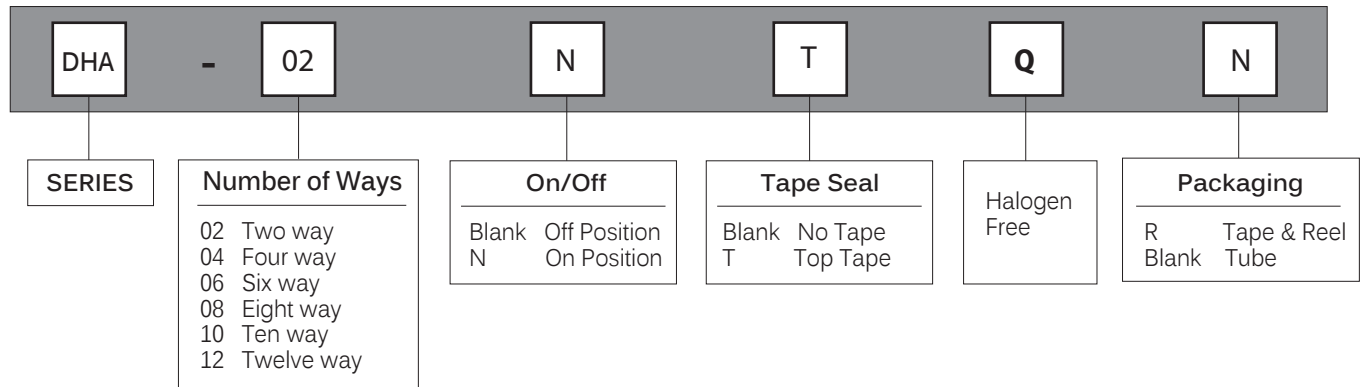 DHA - 02 N T Q N
SERIES
Number of Ways
02 Two way
04 Four way
06 Six way
08 Eight way
10 Ten way
12 Twelve way
On/Off
Blank Off Position
N On Position
Tape Seal
Blank No Tape
T Top Tape
Halogen
Free
Packaging
R Tape & Reel
Blank Tube